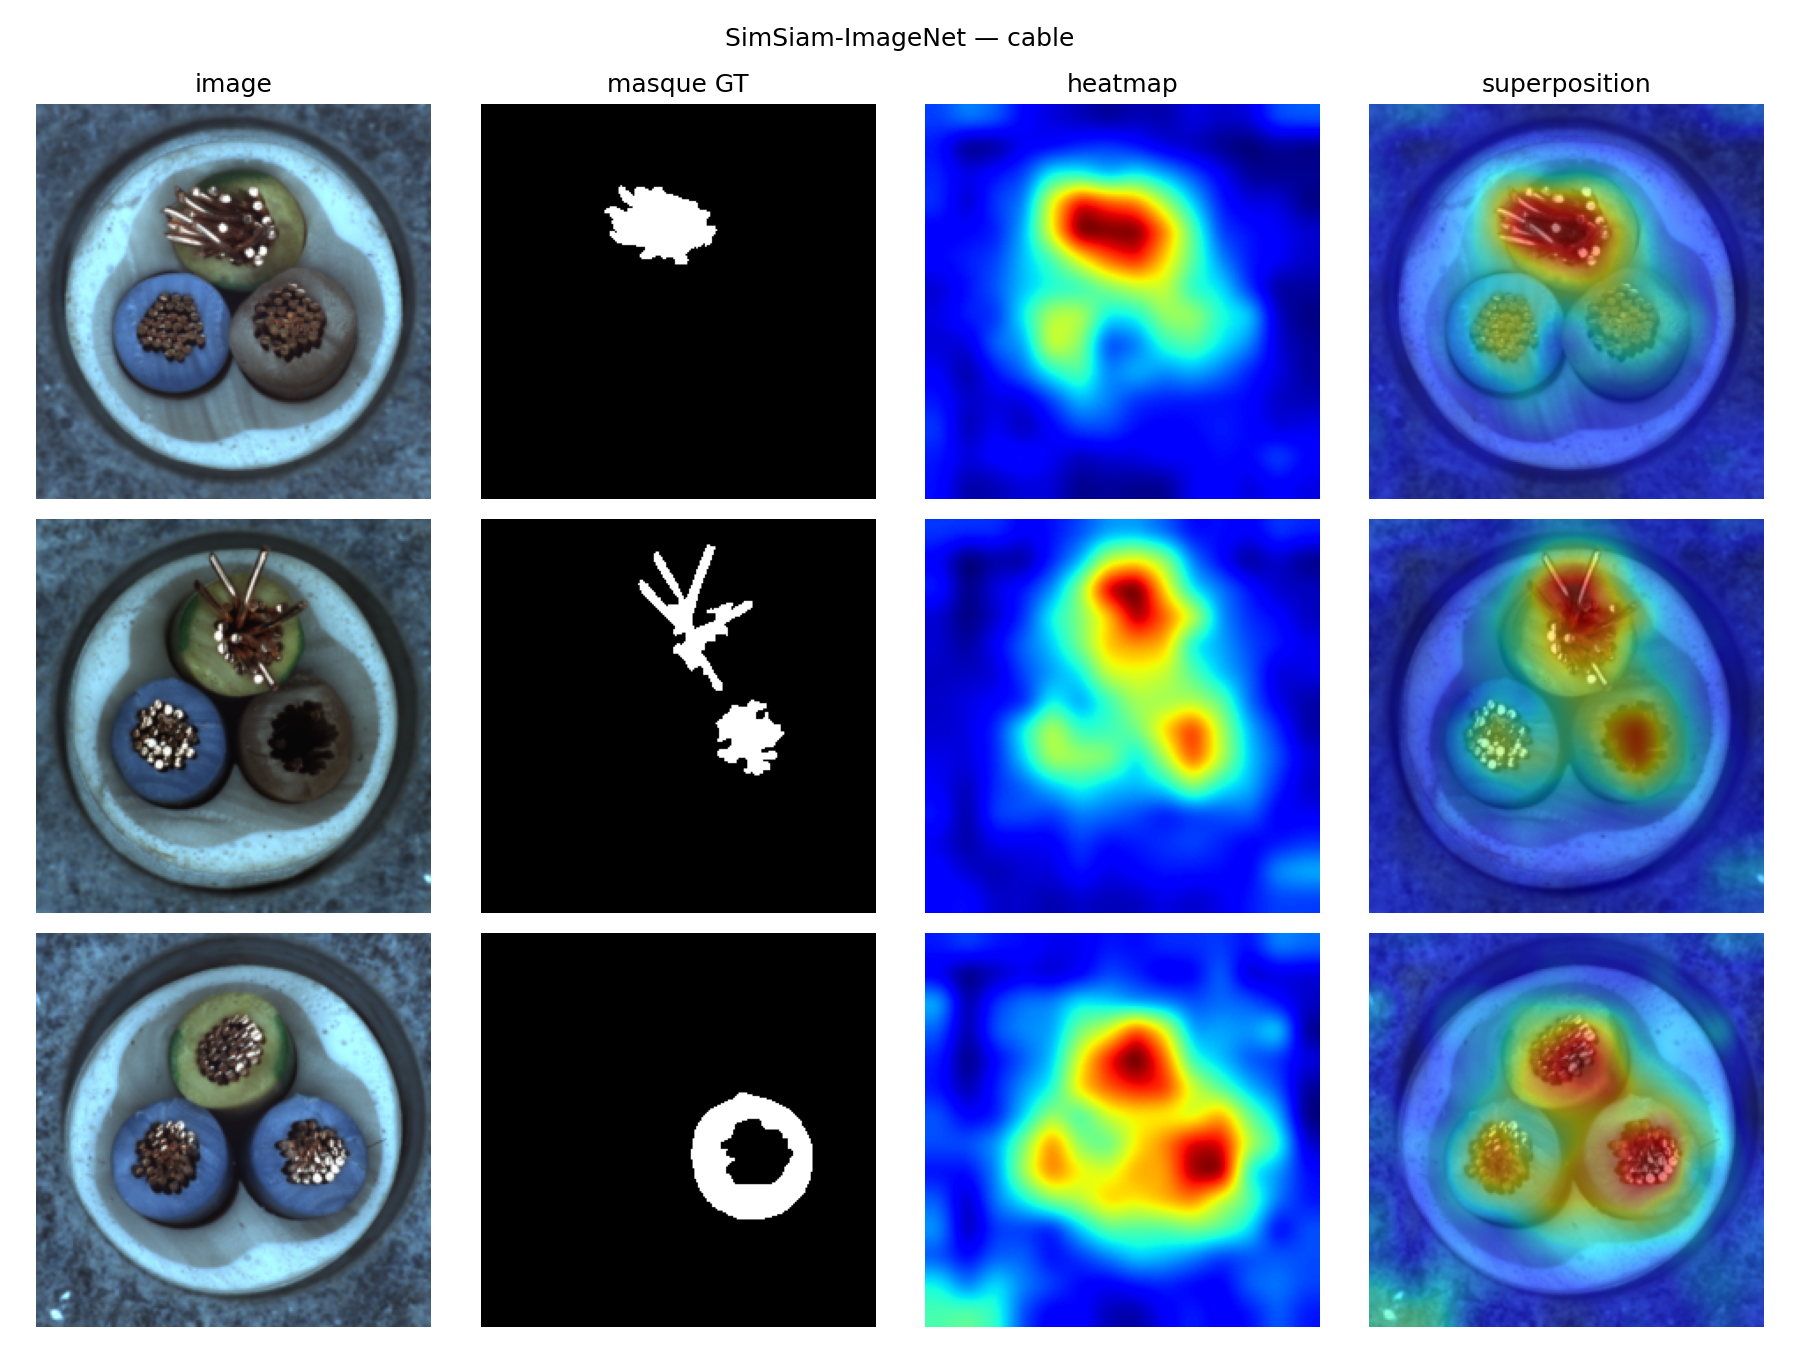 SimSiam-ImageNet — cable
image
masque GT
heatmap
superposition